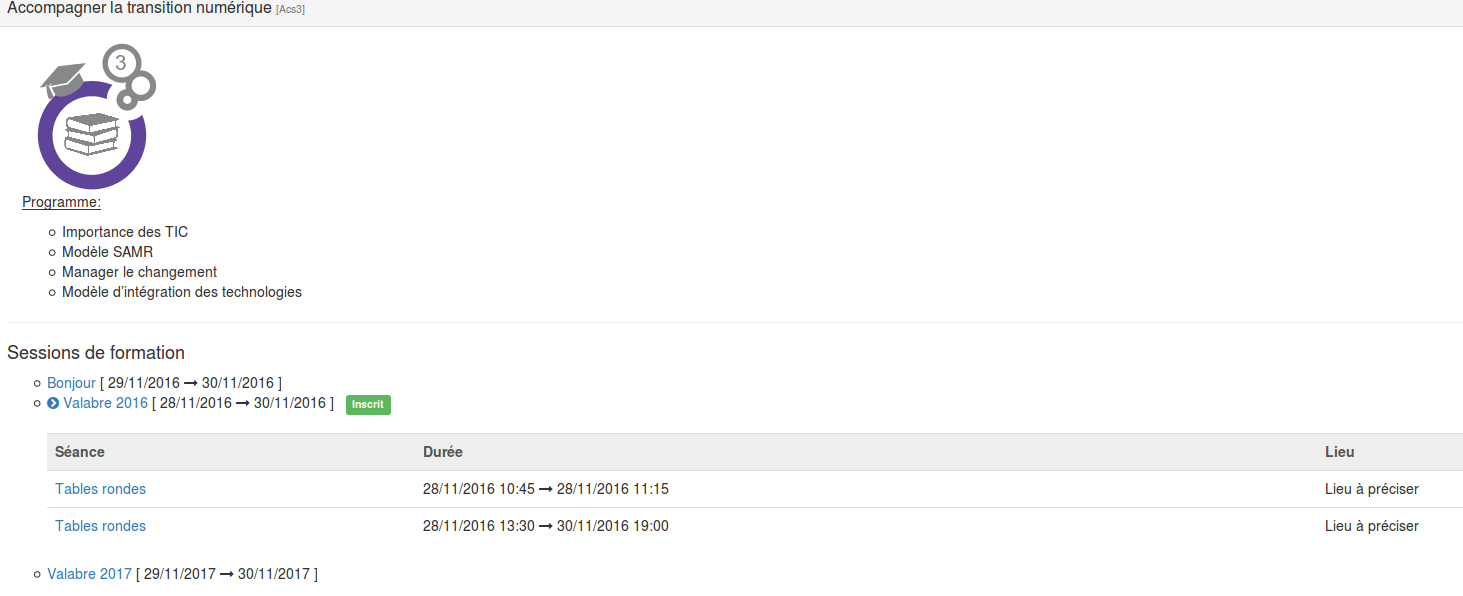 Accompagner la transition numérique [Acs3]
3
Programme:
Importance des TIC
Modèle SAMR
Manager le changement
Modèle d'intégration des technologies
Sessions de formation
Bonjour [ 29/11/2016 → 30/11/2016 ]
Valabre 2016 [ 28/11/2016 → 30/11/2016 ] Inscrit
Séance Durée Lieu
Tables rondes 28/11/2016 10:45 → 28/11/2016 11:15 Lieu à préciser
Tables rondes 28/11/2016 13:30 → 30/11/2016 19:00 Lieu à préciser
Valabre 2017 [ 29/11/2017 → 30/11/2017 ]